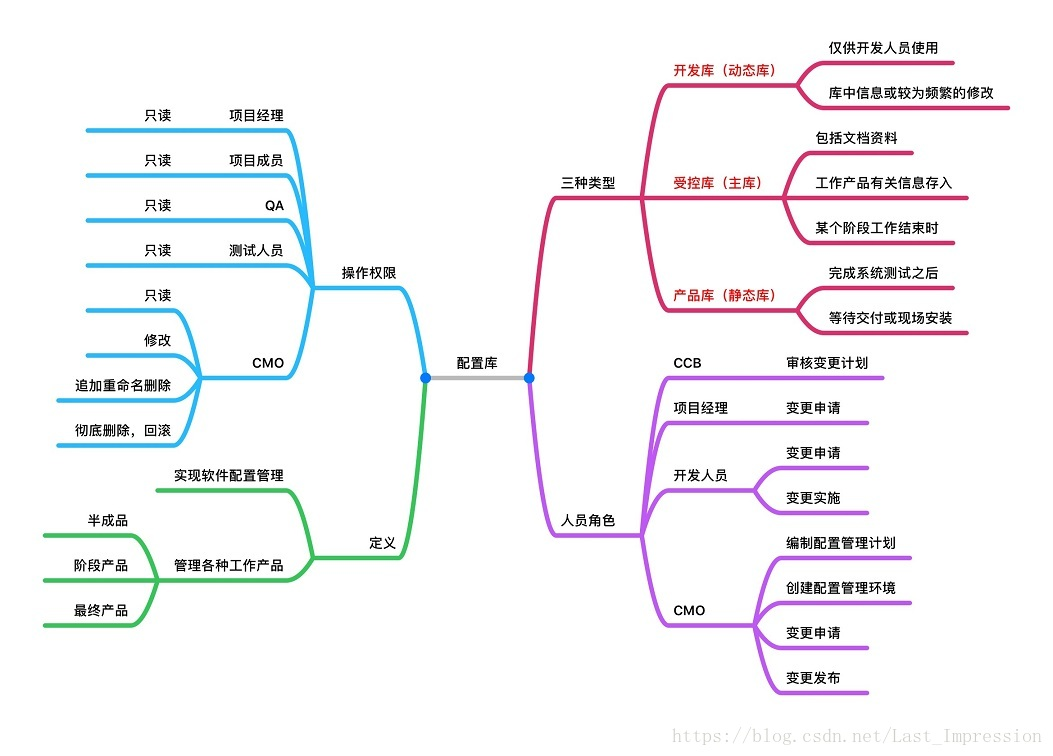 配置库
三种类型
开发库（动态库）
仅供开发人员使用
库中信息或较为频繁的修改
受控库（主库）
包括文档资料
工作产品有关信息存入
某个阶段工作结束时
产品库（静态库）
完成系统测试之后
等待交付或现场安装
人员角色
CCB
审核变更计划
项目经理
变更申请
开发人员
变更申请
变更实施
CMO
编制配置管理计划
创建配置管理环境
变更申请
变更发布
操作权限
项目经理
只读
项目成员
只读
QA
只读
测试人员
只读
CMO
只读
修改
追加重命名删除
彻底删除，回滚
定义
实现软件配置管理
管理各种工作产品
半成品
阶段产品
最终产品
https://blog.csdn.net/Last_Impression